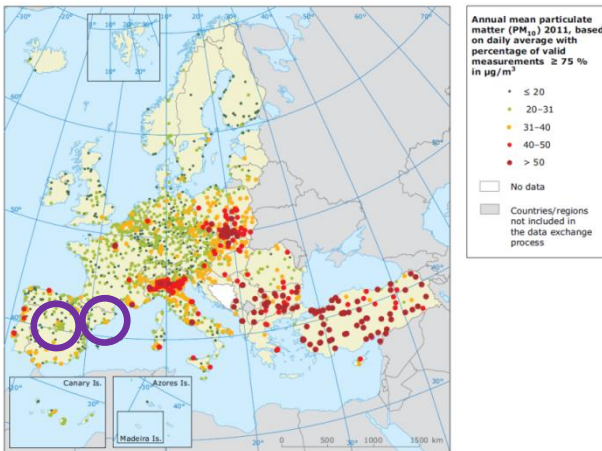 Annual mean particulate
matter (PM10) 2011, based
on daily average with
percentage of valid
measurements ≥ 75 %
in µg/m3
≤ 20
20–31
31–40
40–50
> 50
No data
Countries/regions
not included in
the data exchange
process
Canary Is.
Azores Is.
Madeira Is.
0 500 1000 1500 km